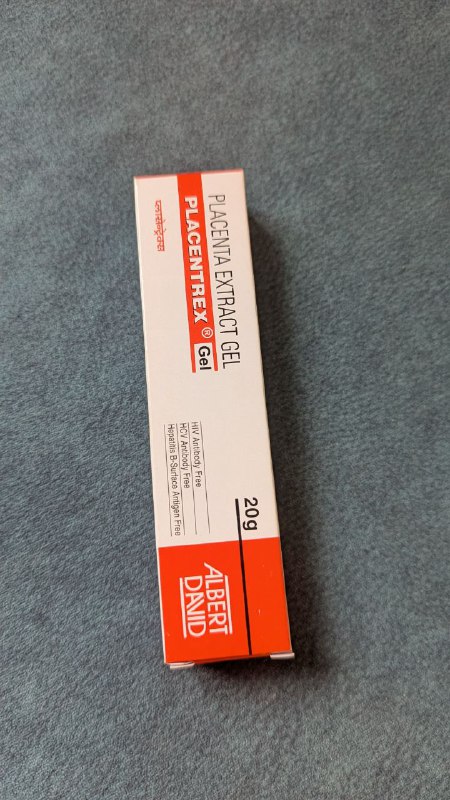 PLACENTA EXTRACT GEL
PLACENTREX® Gel
प्लासेन्ट्रेक्स
HIV Antibody Free
HCV Antibody Free
Hepatitis B-Surface Antigen Free
20g
ALBERT
DAVID